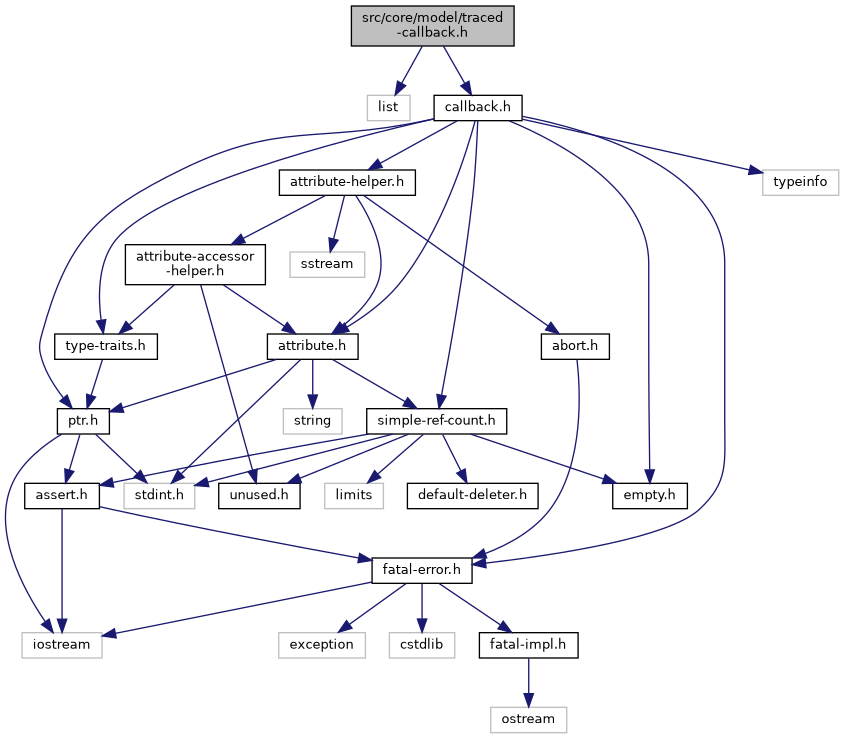 src/core/model/traced
-callback.h
list
callback.h
typeinfo
attribute-helper.h
attribute-accessor
-helper.h
sstream
type-traits.h
attribute.h
abort.h
ptr.h
string
simple-ref-count.h
assert.h
stdint.h
unused.h
limits
default-deleter.h
empty.h
fatal-error.h
iostream
exception
cstdlib
fatal-impl.h
ostream